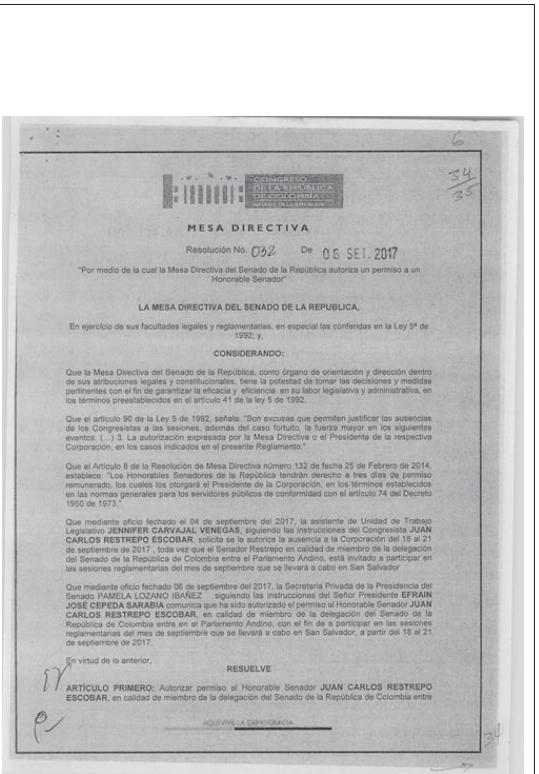 6
34
35
CONGRESO
DE LA REPÚBLICA
DE COLOMBIA
MESA DIRECTIVA
Resolución No. 032 De 06 SET. 2017
"Por medio de la cual la Mesa Directiva del Senado de la República autoriza un permiso a un
Honorable Senador"
LA MESA DIRECTIVA DEL SENADO DE LA REPUBLICA,
En ejercicio de sus facultades legales y reglamentarias, en especial las conferidas en la Ley 5ª de
1992; y,
CONSIDERANDO:
Que la Mesa Directiva del Senado de la República, como órgano de orientación y dirección dentro
de sus atribuciones legales y constitucionales, tiene la potestad de tomar las decisiones y medidas
pertinentes con el fin de garantizar la eficacia y eficiencia en su labor legislativa y administrativa, en
los términos preestablecidos en el artículo 41 de la ley 5 de 1992.
Que el artículo 90 de la Ley 5 de 1992, señala: "Son excusas que permiten justificar las ausencias
de los Congresistas a las sesiones, además del caso fortuito, la fuerza mayor en los siguientes
eventos: (...) 3. La autorización expresada por la Mesa Directiva o el Presidente de la respectiva
Corporación, en los casos indicados en el presente Reglamento."
Que el Artículo 8 de la Resolución de Mesa Directiva número 132 de fecha 25 de Febrero de 2014,
establece: "Los Honorables Senadores de la República tendrán derecho a tres días de permiso
remunerado, los cuales los otorgará el Presidente de la Corporación, en los términos establecidos
en las normas generales para los servidores públicos de conformidad con el artículo 74 del Decreto
1950 de 1973."
Que mediante oficio fechado el 04 de septiembre del 2017, la asistente de Unidad de Trabajo
Legislativo JENNIFER CARVAJAL VENEGAS, siguiendo las instrucciones del Congresista JUAN
CARLOS RESTREPO ESCOBAR, solicita se le autorice la ausencia a la Corporación del 18 al 21
de septiembre de 2017 , toda vez que el Senador Restrepo en calidad de miembro de la delegación
del Senado de la República de Colombia entre el Parlamento Andino, está invitado a participar en
las sesiones reglamentarias del mes de septiembre que se llevará a cabo en San Salvador
Que mediante oficio fechado 06 de septiembre del 2017, la Secretaria Privada de la Presidencia del
Senado PAMELA LOZANO IBAÑEZ siguiendo las instrucciones del Señor Presidente EFRAIN
JOSÉ CEPEDA SARABIA comunica que ha sido autorizado el permiso al Honorable Senador JUAN
CARLOS RESTREPO ESCOBAR, en calidad de miembro de la delegación del Senado de la
República de Colombia entre en el Parlamento Andino, con el fin de a participar en las sesiones
reglamentarias del mes de septiembre que se llevará a cabo en San Salvador, a partir del 18 al 21
de septiembre de 2017.
En virtud de lo anterior,
RESUELVE
ARTÍCULO PRIMERO: Autorizar permiso al Honorable Senador JUAN CARLOS RESTREPO
ESCOBAR, en calidad de miembro de la delegación del Senado de la República de Colombia entre
AQUÍ VIVE LA DEMOCRACIA
34